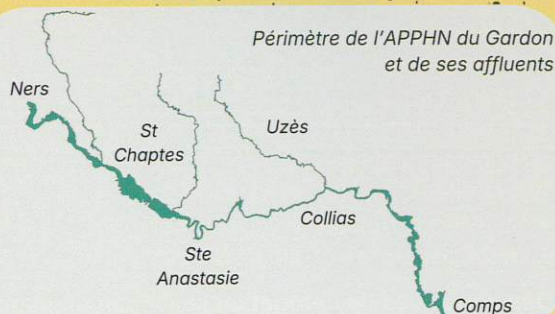 Périmètre de l'APPHN du Gardon
et de ses affluents
Ners
St
Chaptes
Uzès
Collias
Ste
Anastasie
Comps